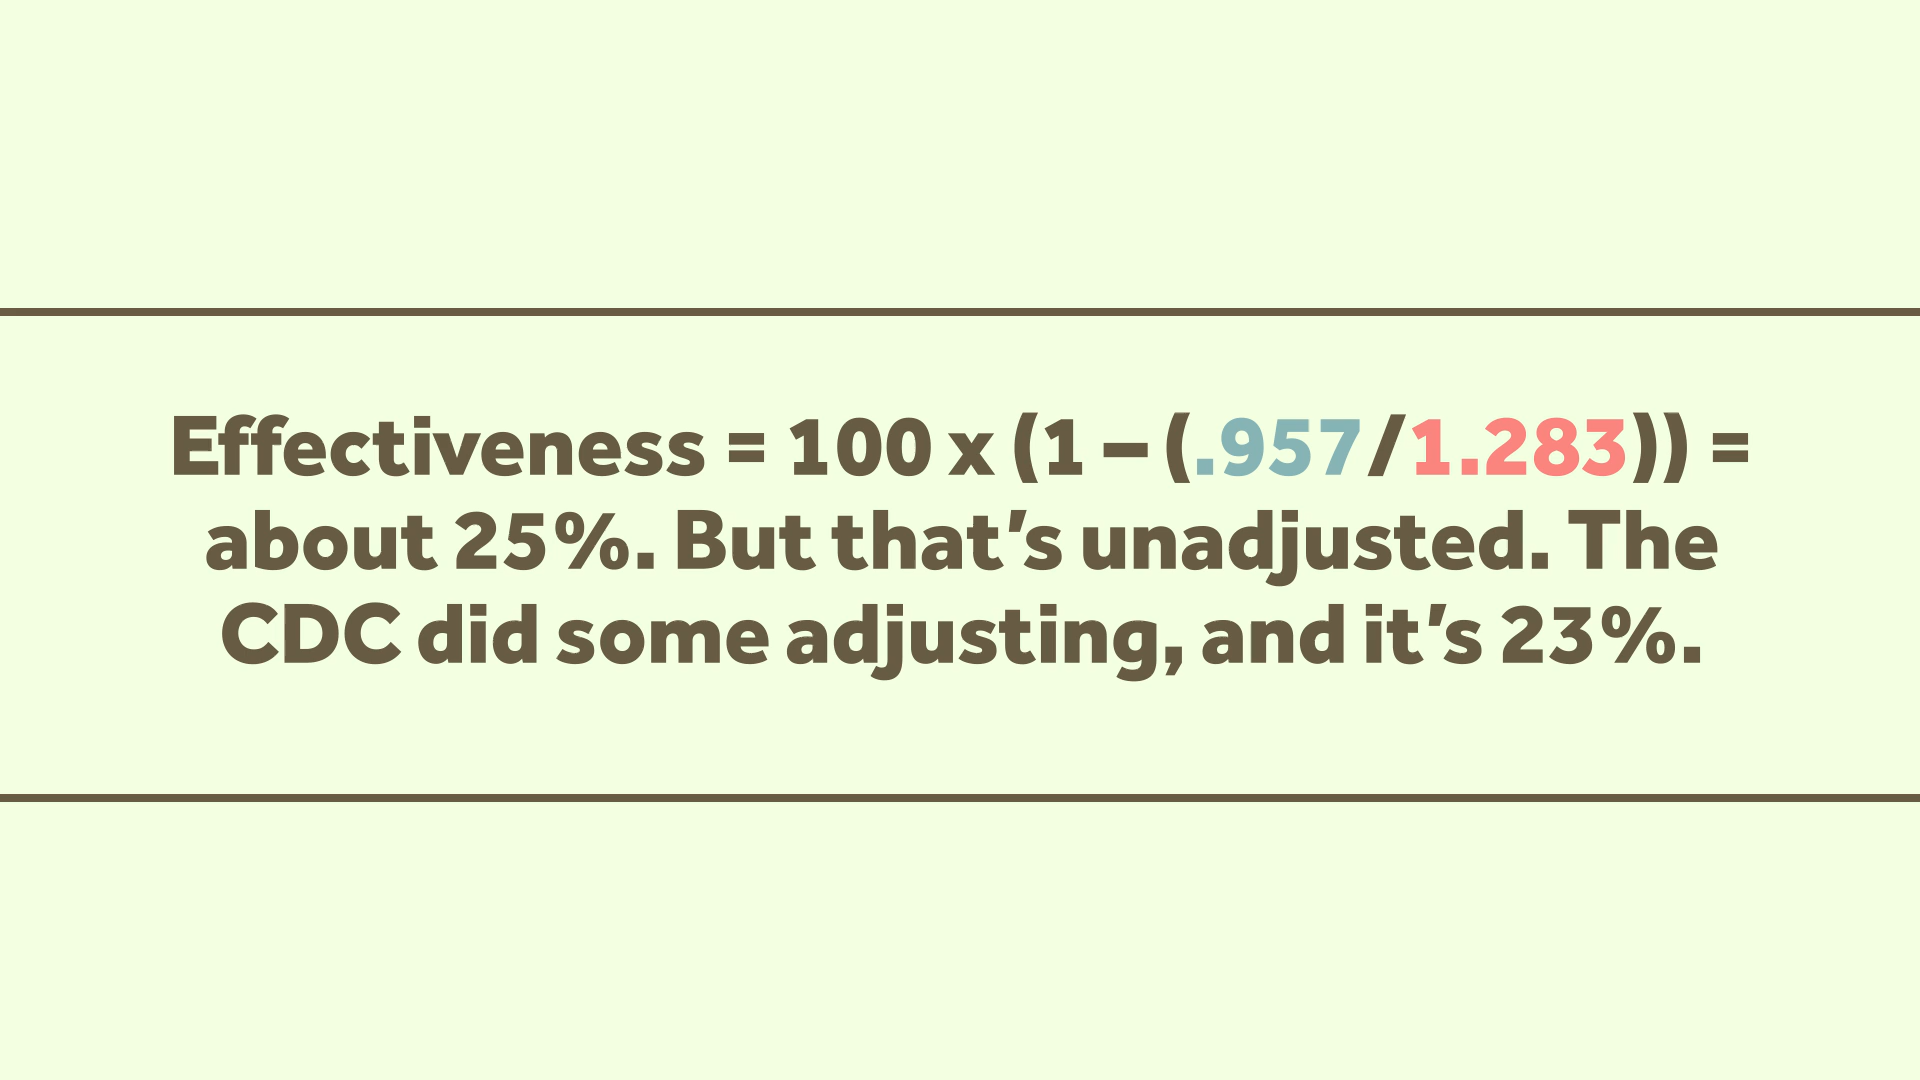 Effectiveness = 100 x (1 – (.957/1.283)) =
about 25%. But that’s unadjusted. The
CDC did some adjusting, and it’s 23%.